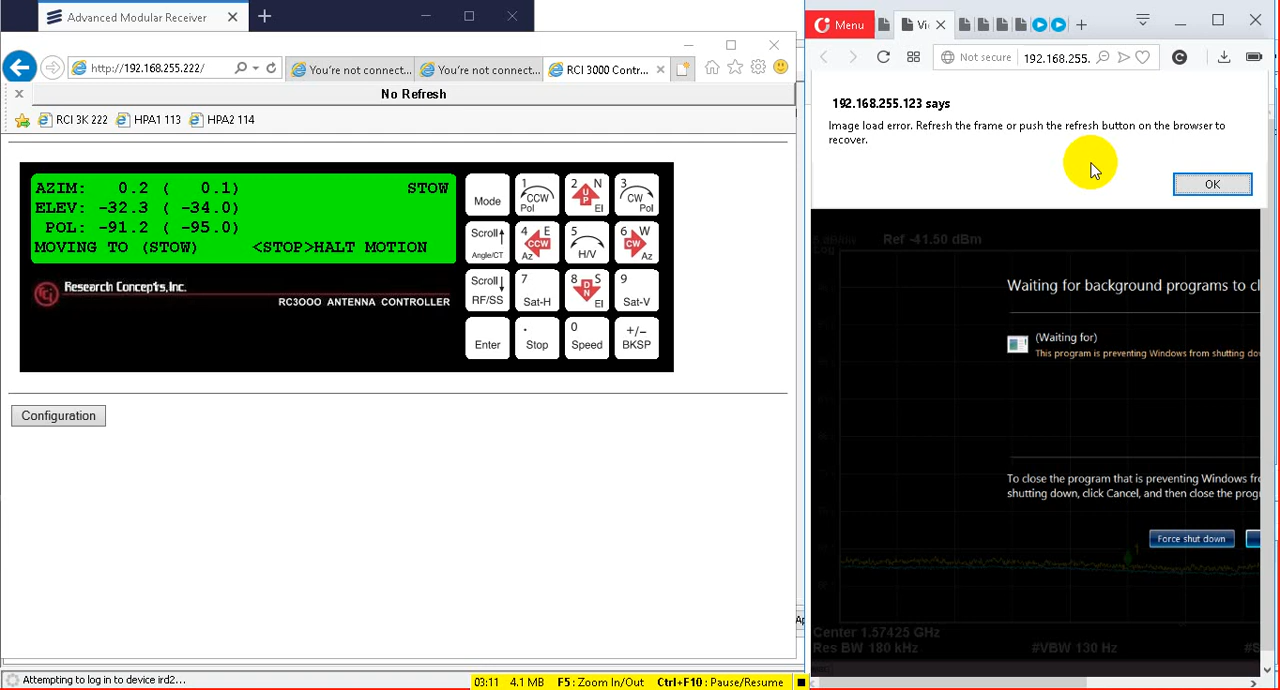 Advanced Modular Receiver
http://192.168.255.222/
You're not connect...
You're not connect...
RCI 3000 Contr...
No Refresh
RCI 3K 222
HPA1 113
HPA2 114
AZIM: 0.2 ( 0.1) STOW
ELEV: -32.3 ( -34.0)
POL: -91.2 ( -95.0)
MOVING TO (STOW) <STOP>HALT MOTION
rci Research Concepts, Inc.
RC3000 ANTENNA CONTROLLER
Mode
1 CCW Pol
2 N UP El
3 CW Pol
Scroll Angle/CT
4 E CCW Az
5 H/V
6 W CW Az
Scroll RF/SS
7 Sat-H
8 S DN El
9 Sat-V
Enter
. Stop
0 Speed
+/− BKSP
Configuration
Attempting to log in to device ird2...
03:11 4.1 MB F5: Zoom In/Out Ctrl+F10 : Pause/Resume
Menu
Vi
Not secure 192.168.255.
192.168.255.123 says
Image load error. Refresh the frame or push the refresh button on the browser to
recover.
OK
5 dB/div Ref -41.50 dBm
Log
Waiting for background programs to cl
(Waiting for)
This program is preventing Windows from shutting dow
To close the program that is preventing Windows fro
shutting down, click Cancel, and then close the prog
Force shut down
1
Center 1.57425 GHz
Res BW 180 kHz #VBW 130 Hz #S